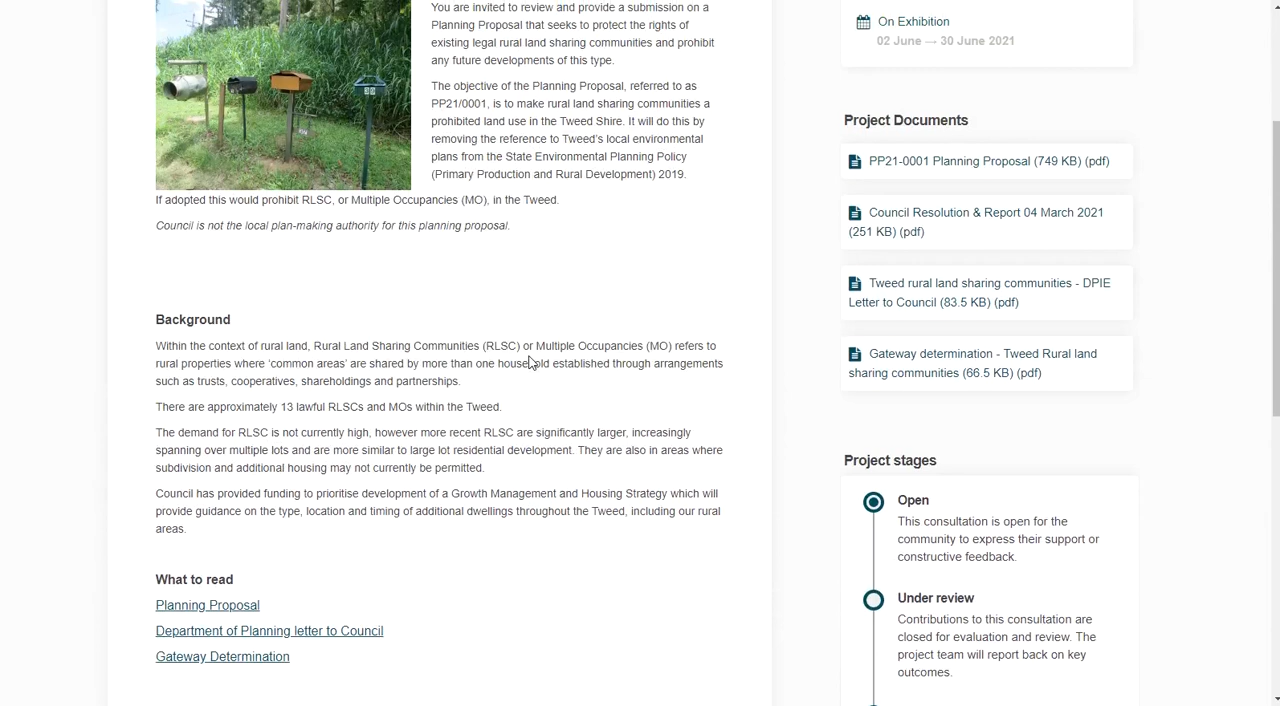 You are invited to review and provide a submission on a
Planning Proposal that seeks to protect the rights of
existing legal rural land sharing communities and prohibit
any future developments of this type.
The objective of the Planning Proposal, referred to as
PP21/0001, is to make rural land sharing communities a
prohibited land use in the Tweed Shire. It will do this by
removing the reference to Tweed's local environmental
plans from the State Environmental Planning Policy
(Primary Production and Rural Development) 2019.
If adopted this would prohibit RLSC, or Multiple Occupancies (MO), in the Tweed.
Council is not the local plan-making authority for this planning proposal.
Background
Within the context of rural land, Rural Land Sharing Communities (RLSC) or Multiple Occupancies (MO) refers to
rural properties where ‘common areas’ are shared by more than one household established through arrangements
such as trusts, cooperatives, shareholdings and partnerships.
There are approximately 13 lawful RLSCs and MOs within the Tweed.
The demand for RLSC is not currently high, however more recent RLSC are significantly larger, increasingly
spanning over multiple lots and are more similar to large lot residential development. They are also in areas where
subdivision and additional housing may not currently be permitted.
Council has provided funding to prioritise development of a Growth Management and Housing Strategy which will
provide guidance on the type, location and timing of additional dwellings throughout the Tweed, including our rural
areas.
What to read
Planning Proposal
Department of Planning letter to Council
Gateway Determination
On Exhibition
02 June → 30 June 2021
Project Documents
PP21-0001 Planning Proposal (749 KB) (pdf)
Council Resolution & Report 04 March 2021
(251 KB) (pdf)
Tweed rural land sharing communities - DPIE
Letter to Council (83.5 KB) (pdf)
Gateway determination - Tweed Rural land
sharing communities (66.5 KB) (pdf)
Project stages
Open
This consultation is open for the
community to express their support or
constructive feedback.
Under review
Contributions to this consultation are
closed for evaluation and review. The
project team will report back on key
outcomes.